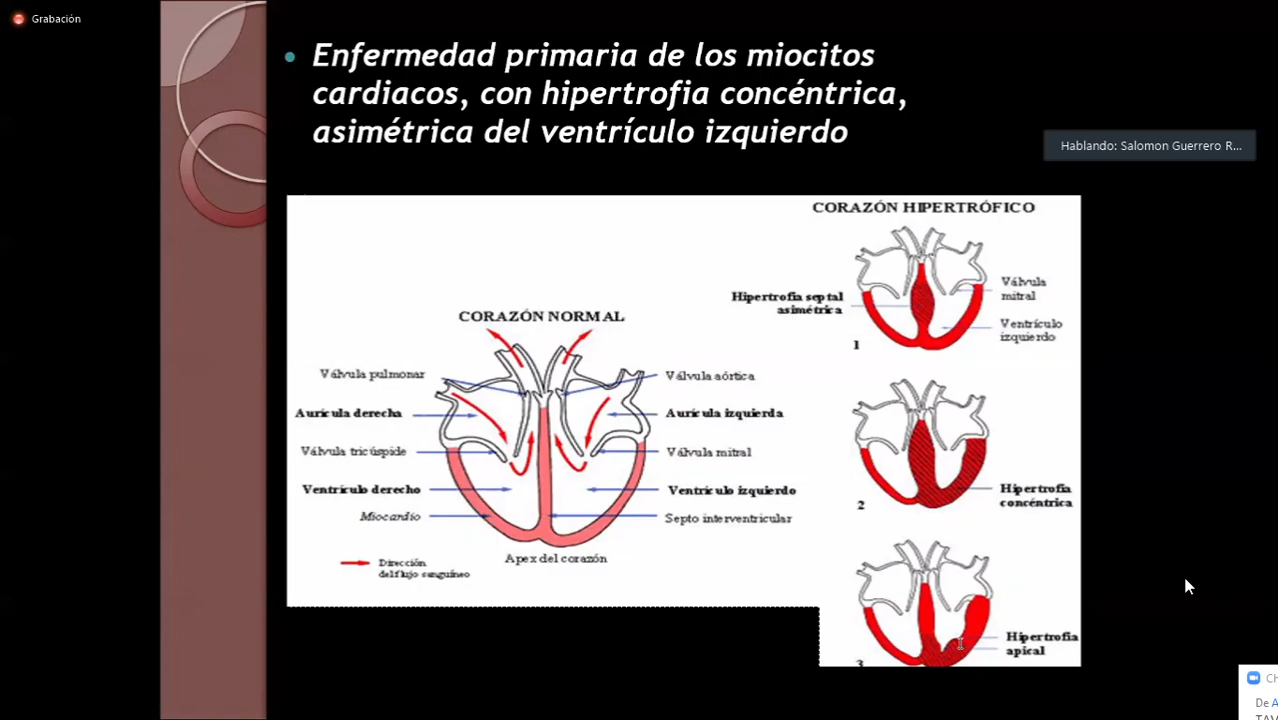 Grabación
Enfermedad primaria de los miocitos
cardiacos, con hipertrofia concéntrica,
asimétrica del ventrículo izquierdo
Hablando: Salomon Guerrero R...
CORAZÓN HIPERTRÓFICO
Hipertrofia septal
asimétrica
Válvula
mitral
Ventrículo
izquierdo
1
CORAZÓN NORMAL
Válvula pulmonar
Válvula aórtica
Aurícula derecha
Aurícula izquierda
Válvula tricúspide
Válvula mitral
Ventrículo derecho
Ventrículo izquierdo
Miocardio
Septo interventricular
Apex del corazón
Dirección
del flujo sanguíneo
2
Hipertrofia
concéntrica
3
Hipertrofia
apical
Ch
De A